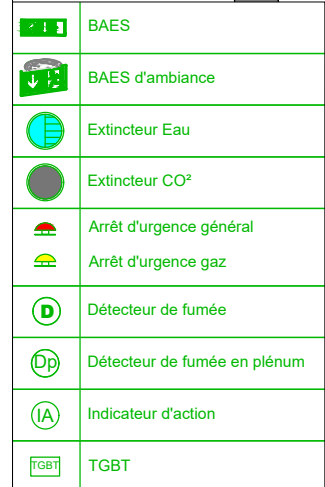 BAES
BAES d'ambiance
Extincteur Eau
Extincteur CO²
Arrêt d'urgence général
Arrêt d'urgence gaz
D Détecteur de fumée
Dp Détecteur de fumée en plénum
IA Indicateur d'action
TGBT TGBT